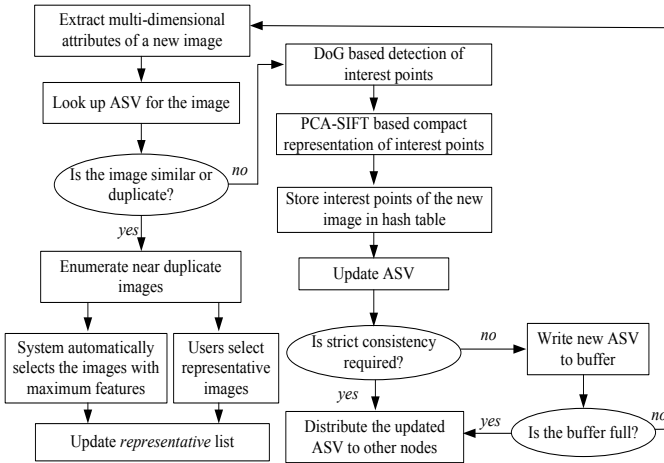 Extract multi-dimensional
attributes of a new image
Look up ASV for the image
Is the image similar or
duplicate?
no
yes
Enumerate near duplicate
images
System automatically
selects the images with
maximum features
Users select
representative
images
Update representative list
DoG based detection of
interest points
PCA-SIFT based compact
representation of interest points
Store interest points of the new
image in hash table
Update ASV
Is strict consistency
required?
no
yes
Write new ASV
to buffer
Is the buffer full?
no
yes
Distribute the updated
ASV to other nodes